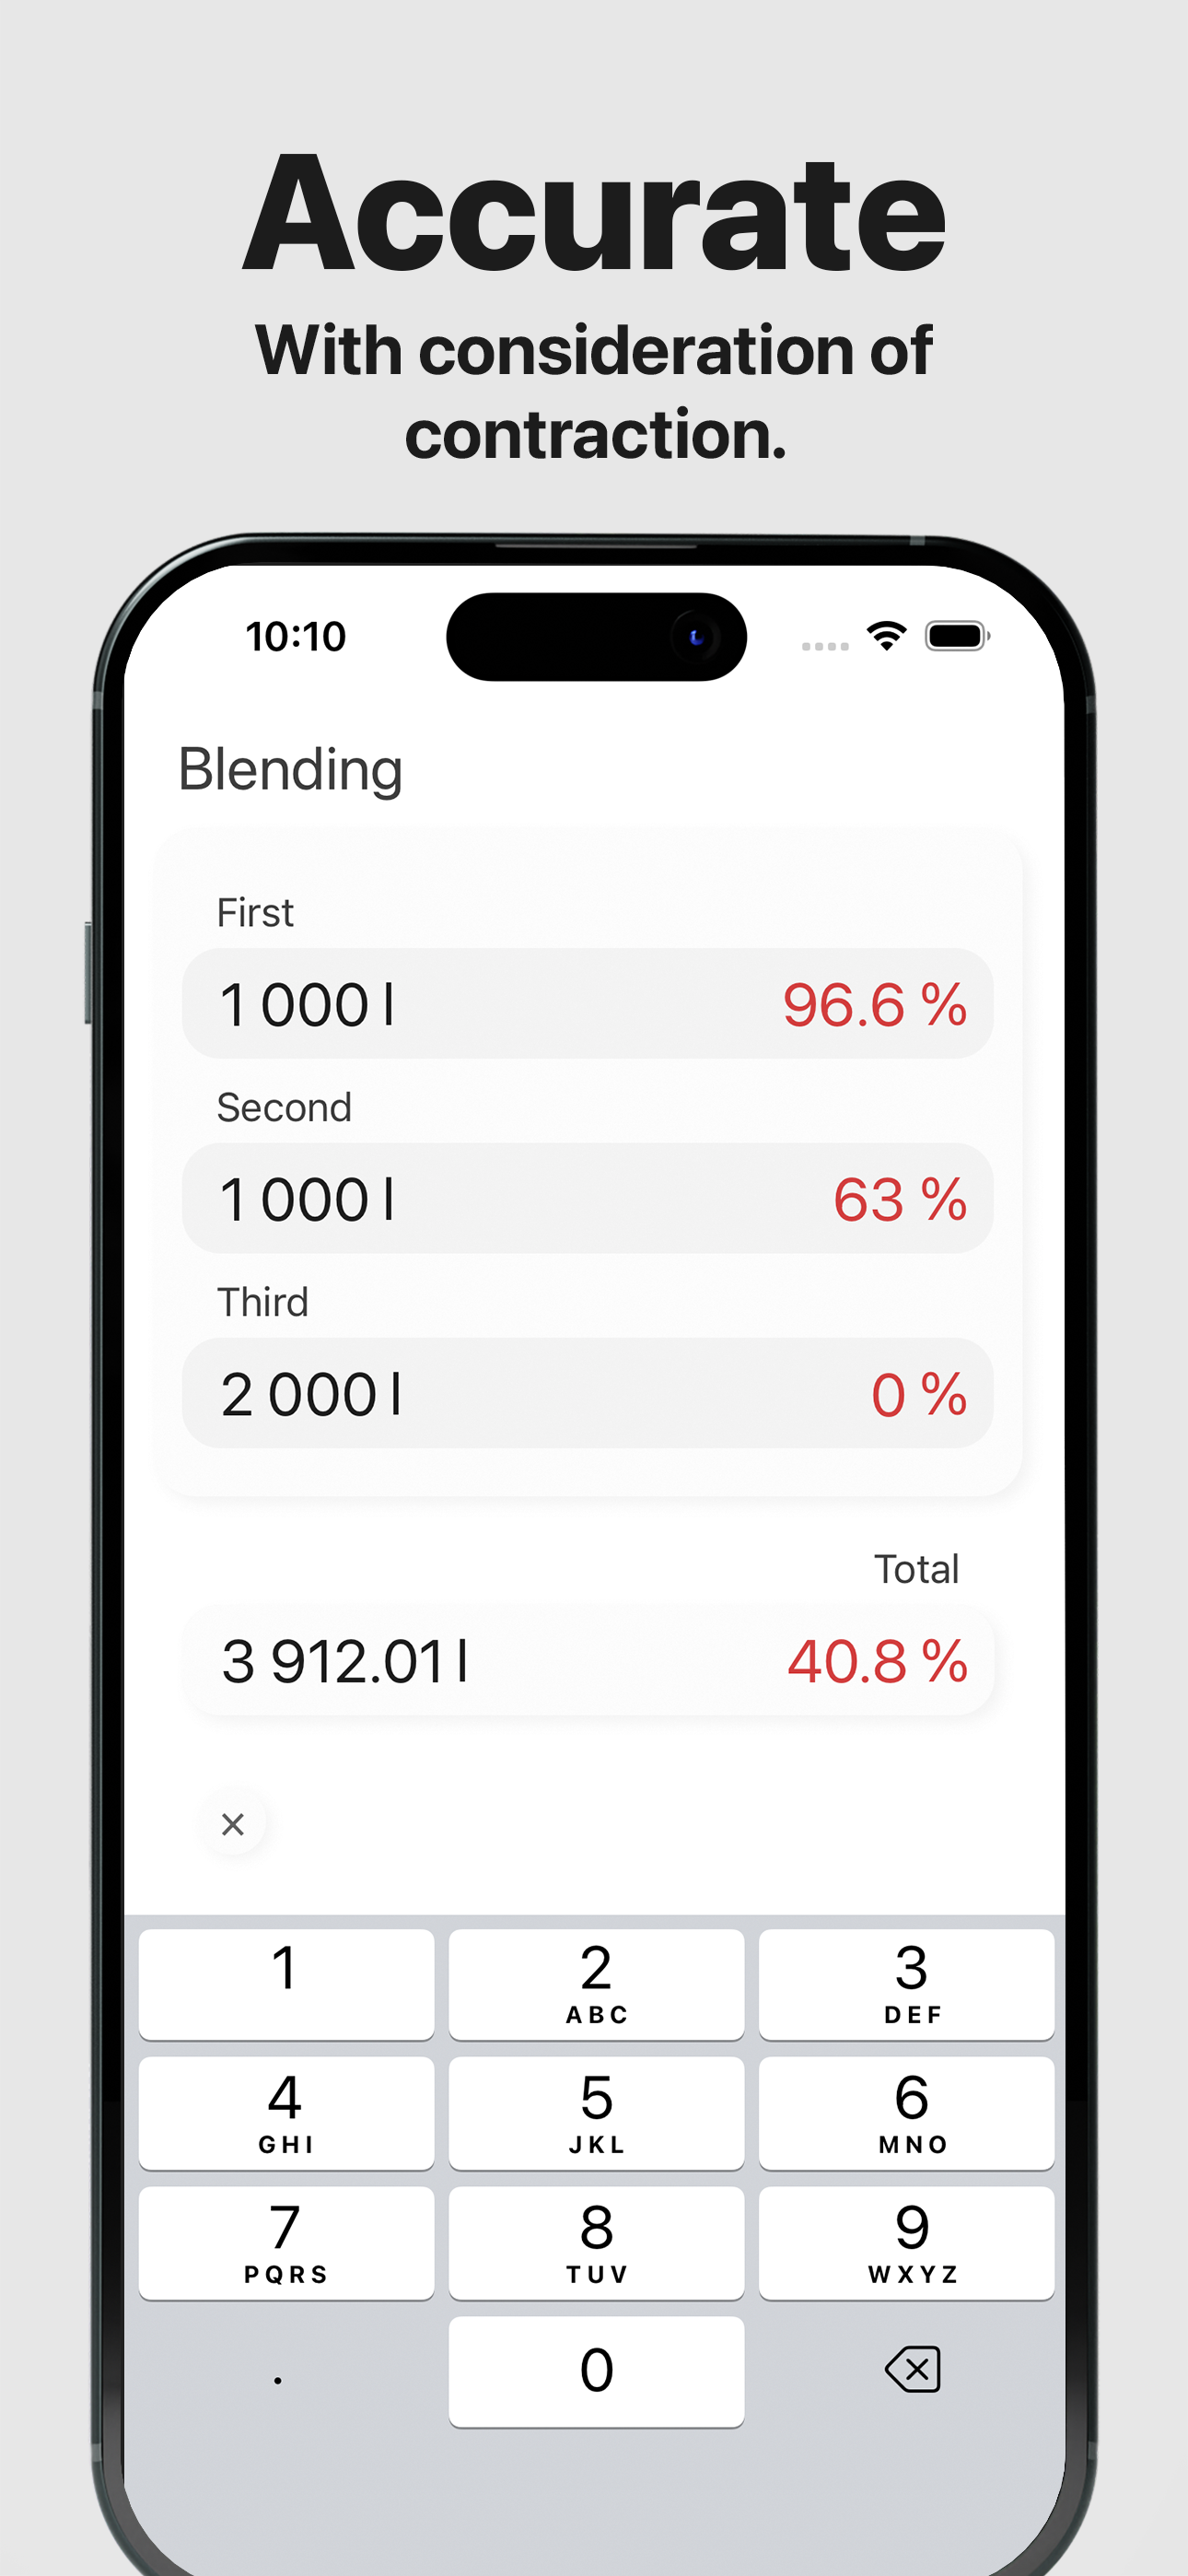 Accurate
With consideration of
contraction.
10:10
Blending
First
1 000 l 96.6 %
Second
1 000 l 63 %
Third
2 000 l 0 %
Total
3 912.01 l 40.8 %
1 2 3
ABC DEF
4 5 6
GHI JKL MNO
7 8 9
PQRS TUV WXYZ
. 0